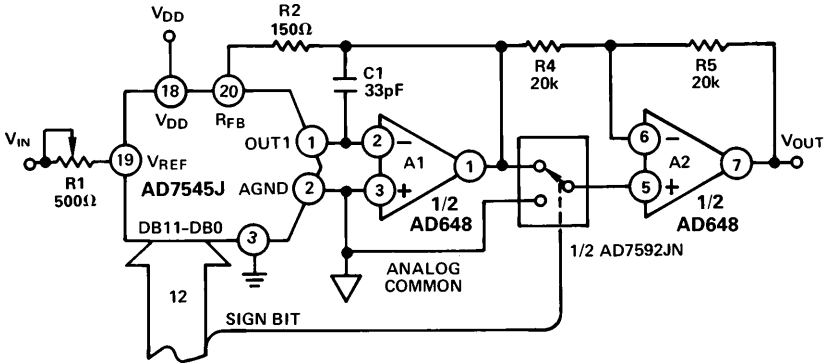 VDD
R2
150Ω
C1
33pF
R4
20k
R5
20k
18
VDD
20
RFB
VIN
R1
500Ω
19
VREF
AD7545J
OUT1
1
AGND
2
DB11–DB0
3
2
−
A1
3
+
1
1/2
AD648
6
−
A2
5
+
7
VOUT
1/2
AD648
1/2 AD7592JN
ANALOG
COMMON
12
SIGN BIT